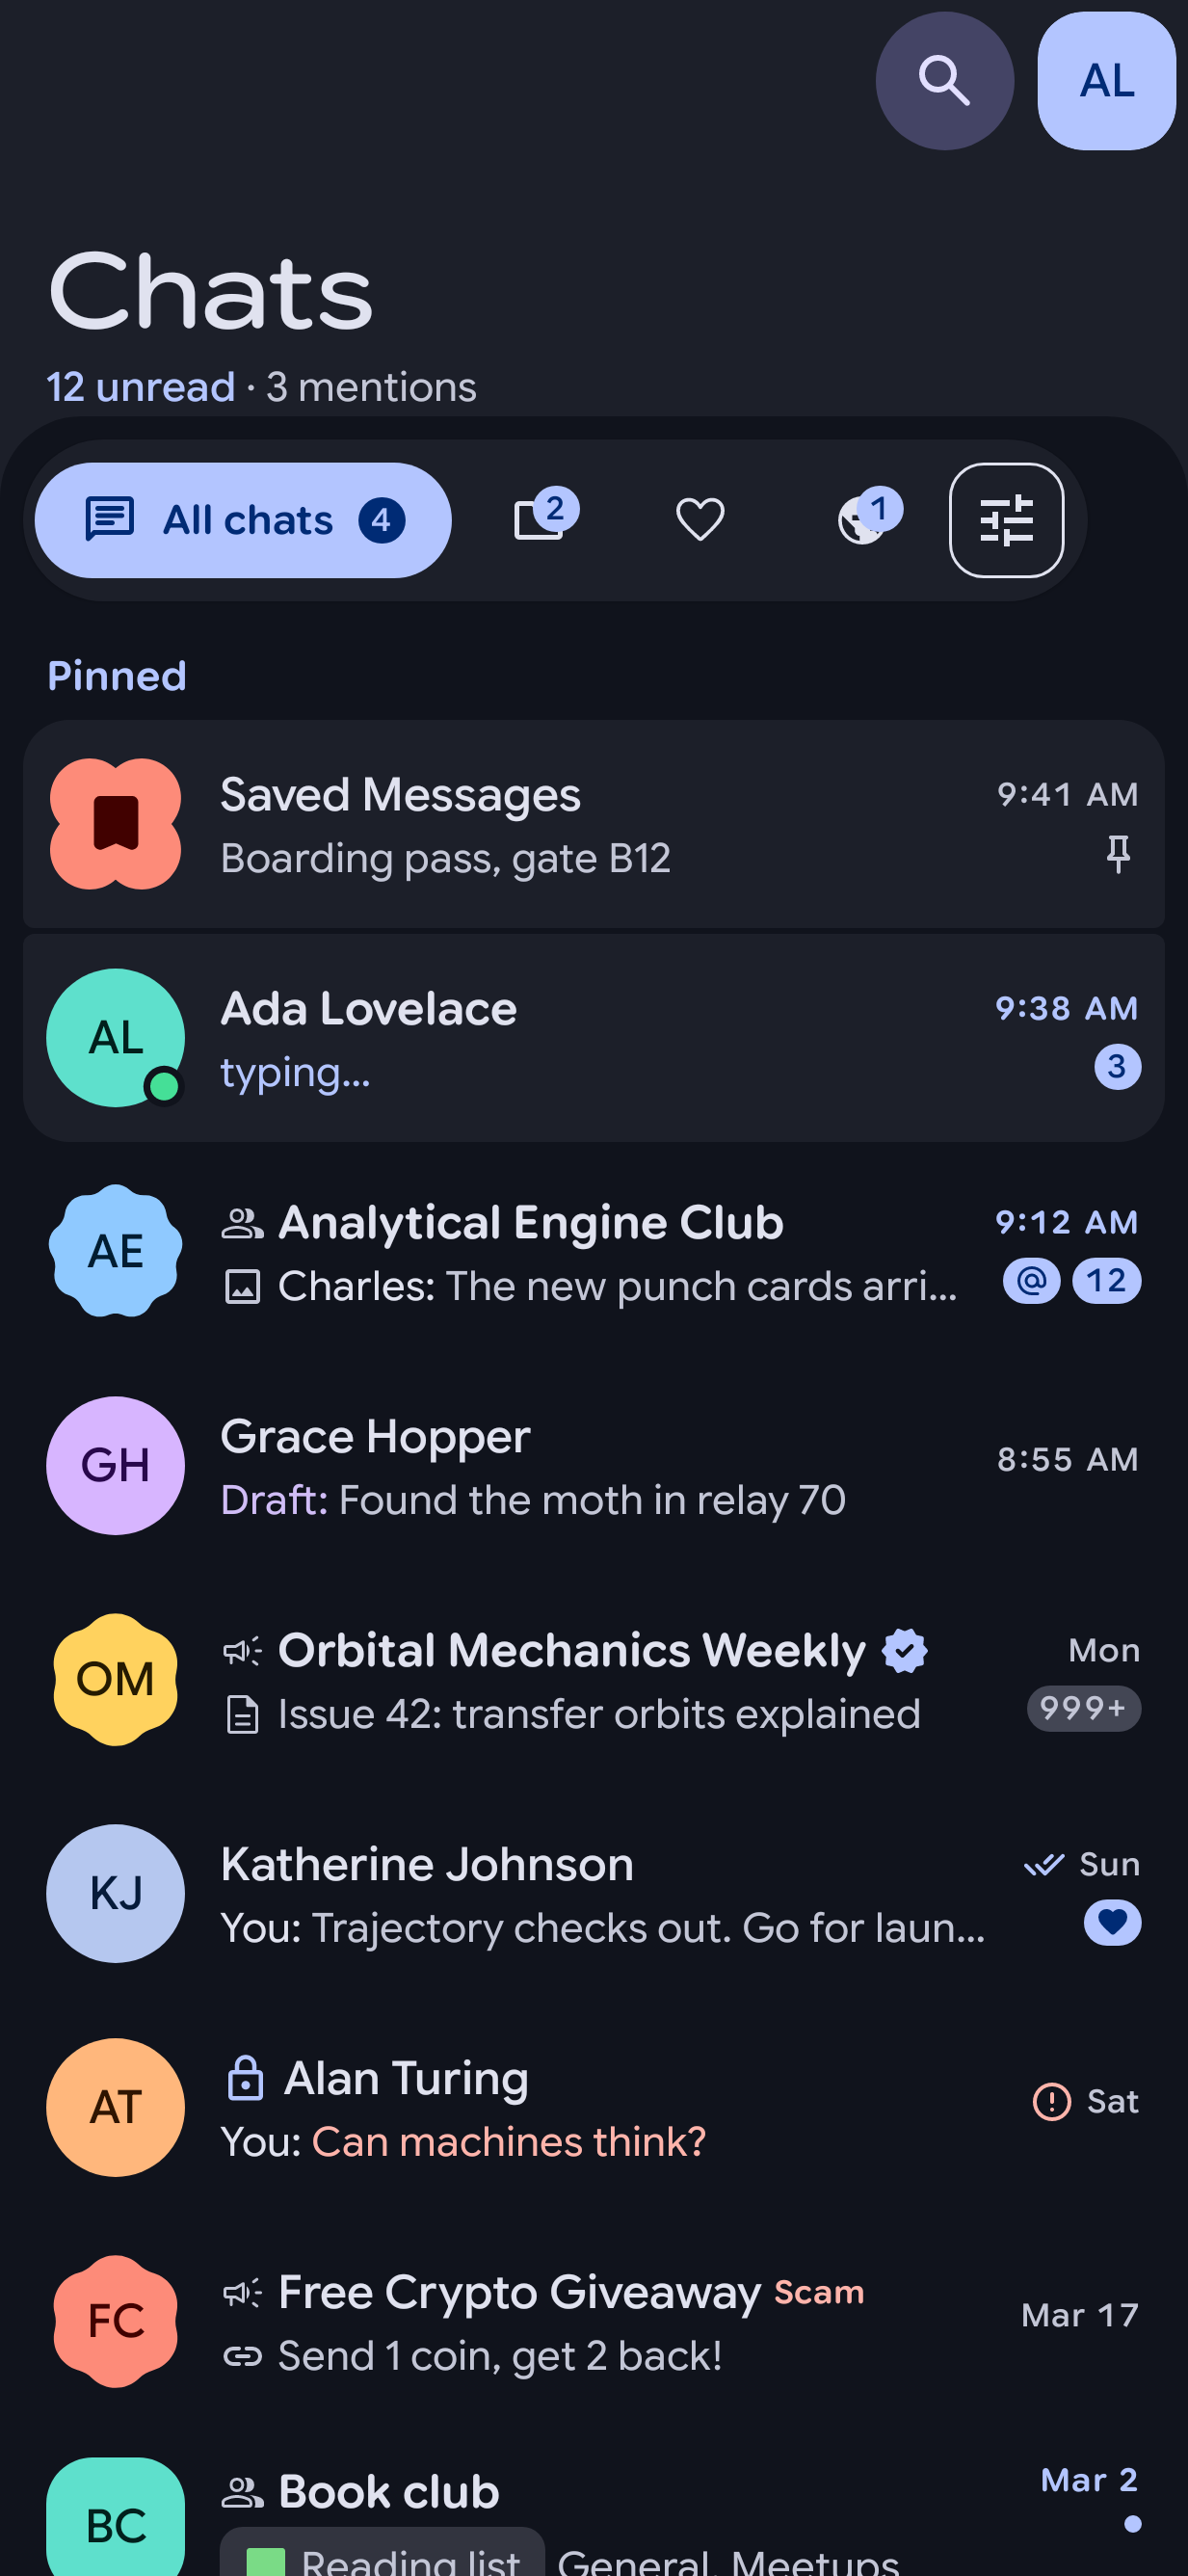 AL
Chats
12 unread · 3 mentions
All chats 4
2
1
Pinned
Saved Messages
9:41 AM
Boarding pass, gate B12
AL
Ada Lovelace
9:38 AM
typing...
3
AE
Analytical Engine Club
9:12 AM
Charles: The new punch cards arri...
@ 12
GH
Grace Hopper
8:55 AM
Draft: Found the moth in relay 70
OM
Orbital Mechanics Weekly
Mon
Issue 42: transfer orbits explained
999+
KJ
Katherine Johnson
Sun
You: Trajectory checks out. Go for laun...
AT
Alan Turing
Sat
You: Can machines think?
FC
Free Crypto Giveaway Scam
Mar 17
Send 1 coin, get 2 back!
BC
Book club
Mar 2
Reading list General, Meetups